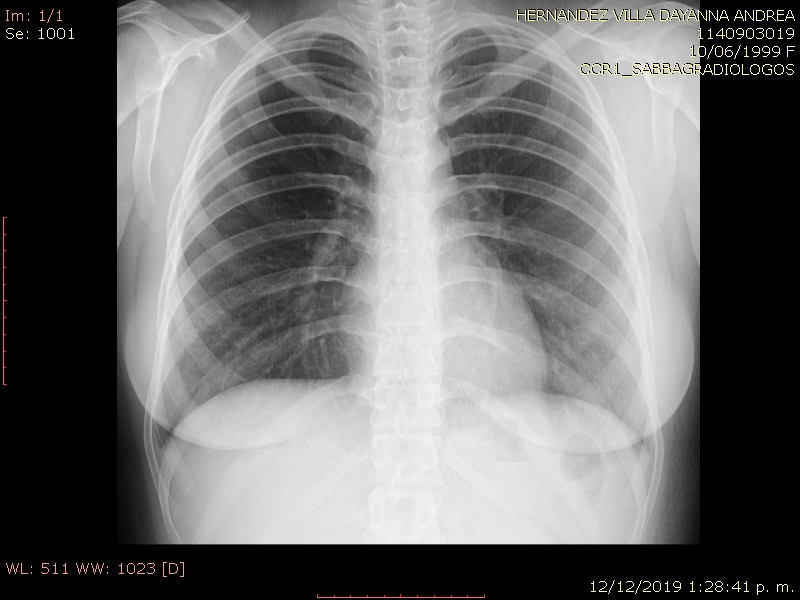 Im: 1/1
Se: 1001
HERNANDEZ VILLA DAYANNA ANDREA
1140903019
10/06/1999 F
CCR1_SABBAGRADIOLOGOS
WL: 511 WW: 1023 [D]
12/12/2019 1:28:41 p. m.